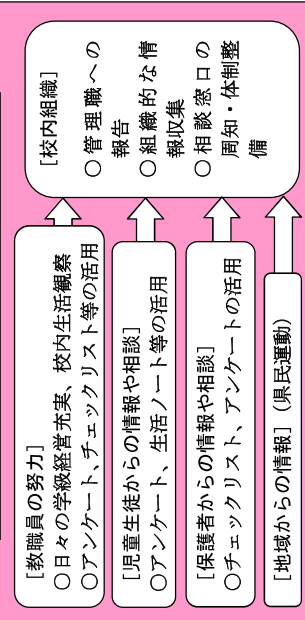 [教職員の努力]
○日々の学級経営充実、校内生活観察
○アンケート、チェックリスト等の活用
[児童生徒からの情報や相談]
○アンケート、生活ノート等の活用
[保護者からの情報や相談]
○チェックリスト、アンケートの活用
[地域からの情報]（県民運動）
[校内組織]
○管理職への
報告
○組織的な情
報収集
○相談窓口の
周知・体制整
備